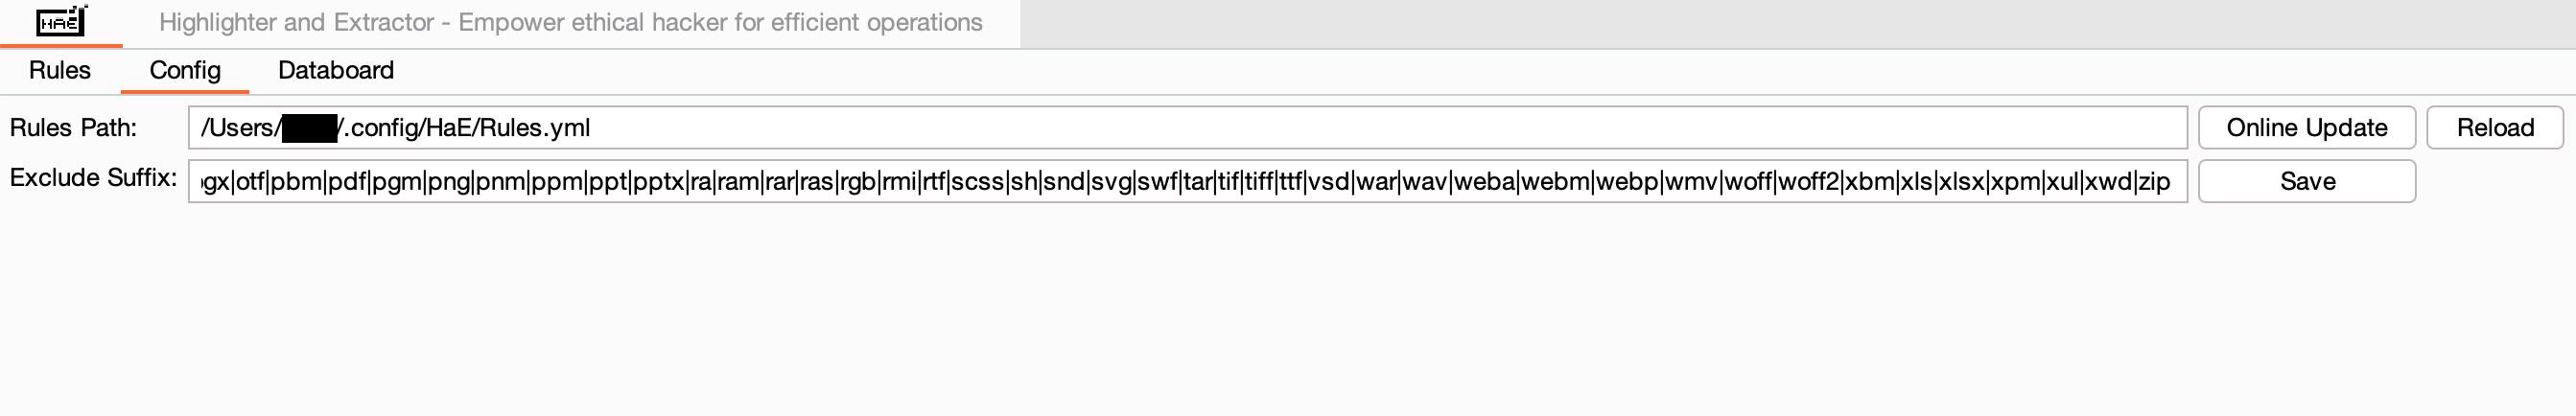 HAE Highlighter and Extractor - Empower ethical hacker for efficient operations
Rules Config Databoard
Rules Path: /Users/ /.config/HaE/Rules.yml Online Update Reload
Exclude Suffix: gx|otf|pbm|pdf|pgm|png|pnm|ppm|ppt|pptx|ra|ram|rar|ras|rgb|rmi|rtf|scss|sh|snd|svg|swf|tar|tif|tiff|ttf|vsd|war|wav|weba|webm|webp|wmv|woff|woff2|xbm|xls|xlsx|xpm|xul|xwd|zip Save